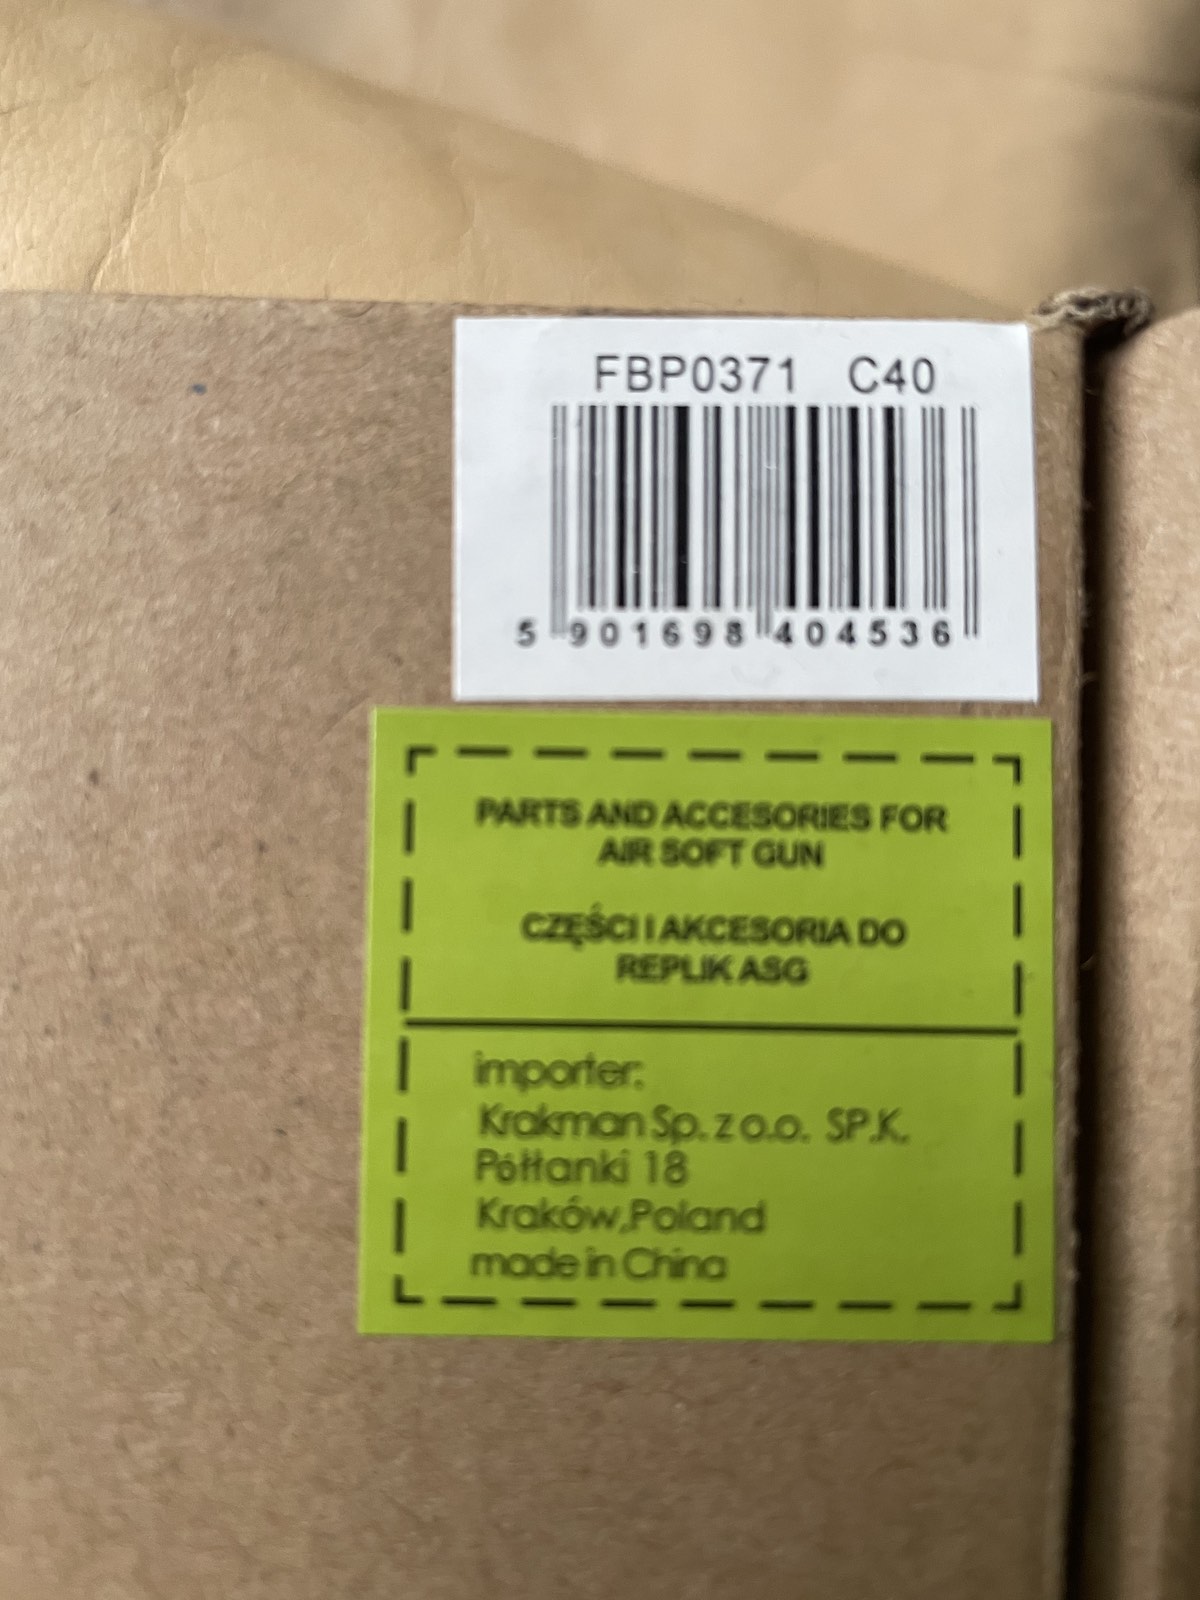 FBP0371 C40
5 901698 404536
PARTS AND ACCESORIES FOR
AIR SOFT GUN
CZĘŚCI I AKCESORIA DO
REPLIK ASG
importer:
Krakman Sp. z o.o. SP.K.
Półłanki 18
Kraków,Poland
made in China